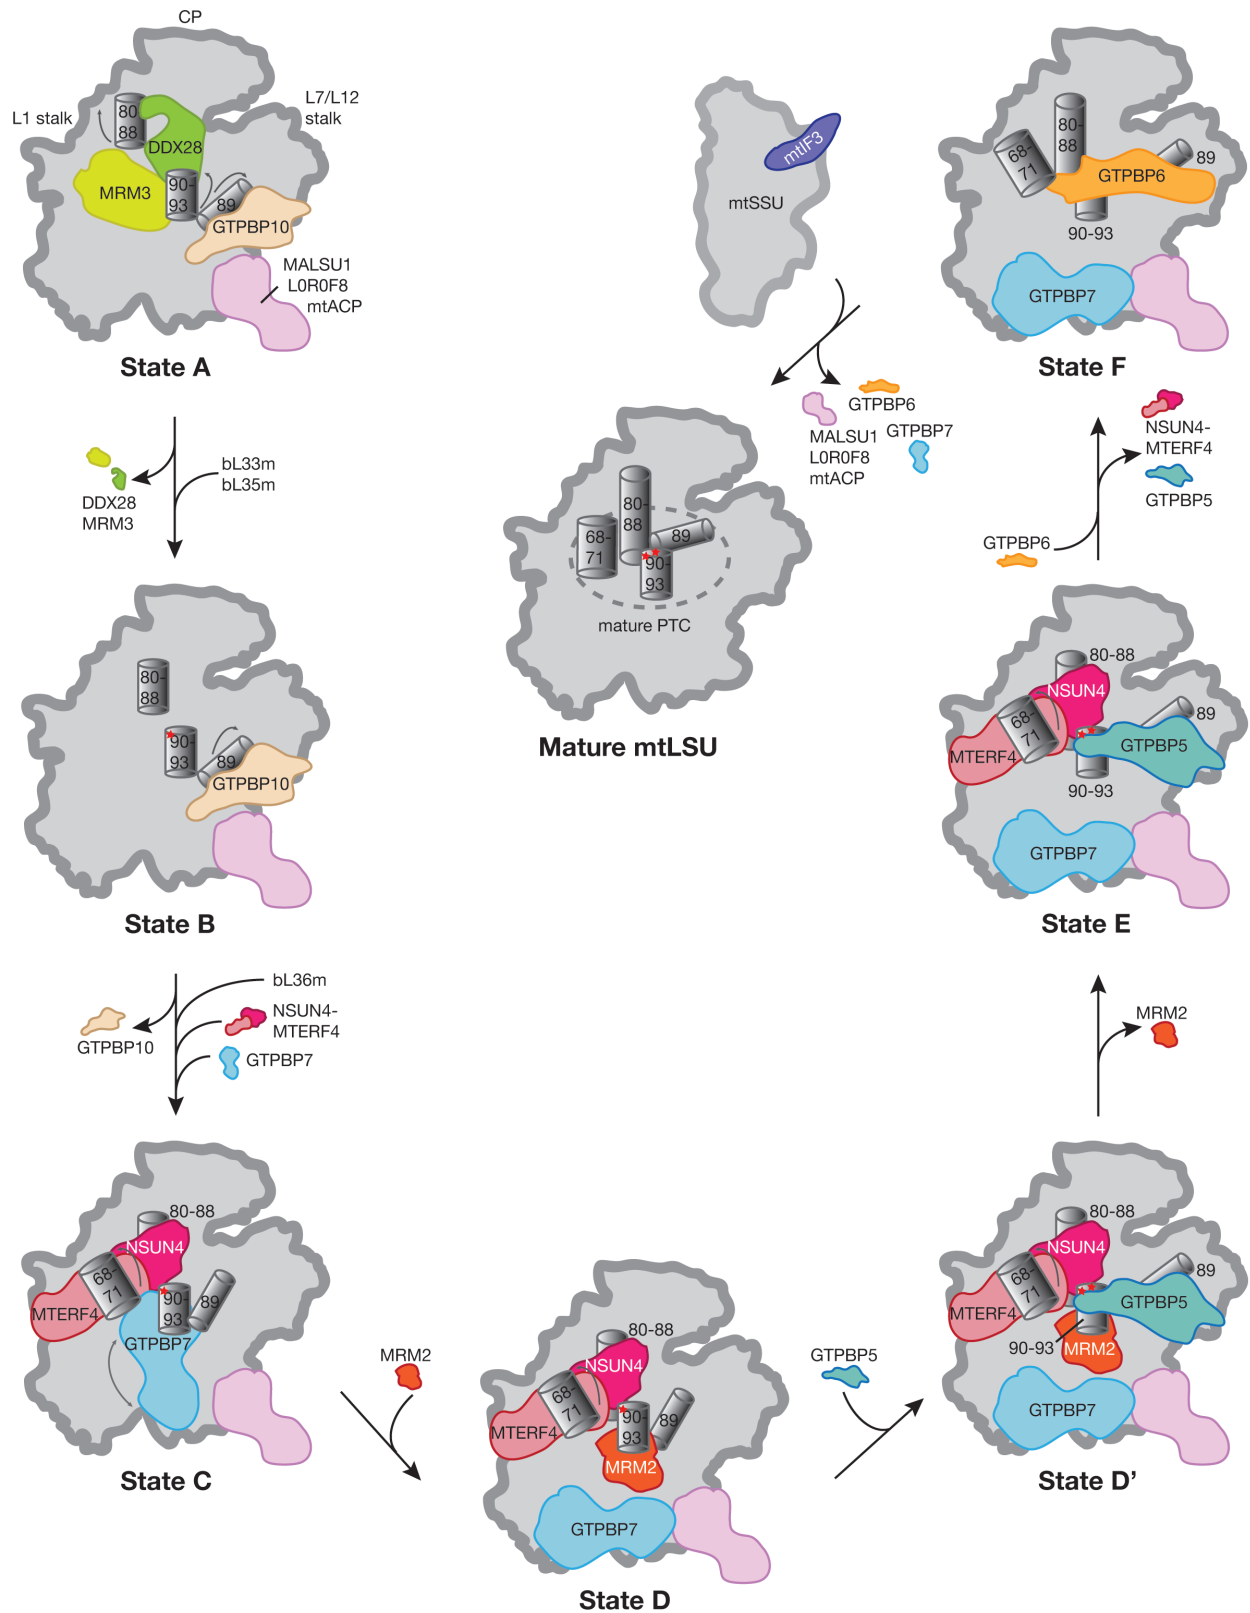 CP
L1 stalk
L7/L12
stalk
80-
88
DDX28
MRM3
90-
93
89
GTPBP10
MALSU1
L0R0F8
mtACP
State A
DDX28
MRM3
bL33m
bL35m
80-
88
90-
93
89
GTPBP10
State B
GTPBP10
bL36m
NSUN4-
MTERF4
GTPBP7
80-88
NSUN4
68-
71
MTERF4
90-
93
89
GTPBP7
State C
MRM2
80-88
NSUN4
68-
71
MTERF4
90-
93
89
MRM2
GTPBP7
State D
GTPBP5
80-88
NSUN4
68-
71
MTERF4
89
GTPBP5
90-93
MRM2
GTPBP7
State D’
MRM2
80-88
NSUN4
68-
71
MTERF4
89
GTPBP5
90-93
GTPBP7
State E
GTPBP6
NSUN4-
MTERF4
GTPBP5
80-
88
68-
71
89
GTPBP6
90-93
GTPBP7
State F
mtIF3
mtSSU
GTPBP6
MALSU1
L0R0F8
mtACP
GTPBP7
80-
88
68-
71
89
90-
93
mature PTC
Mature mtLSU